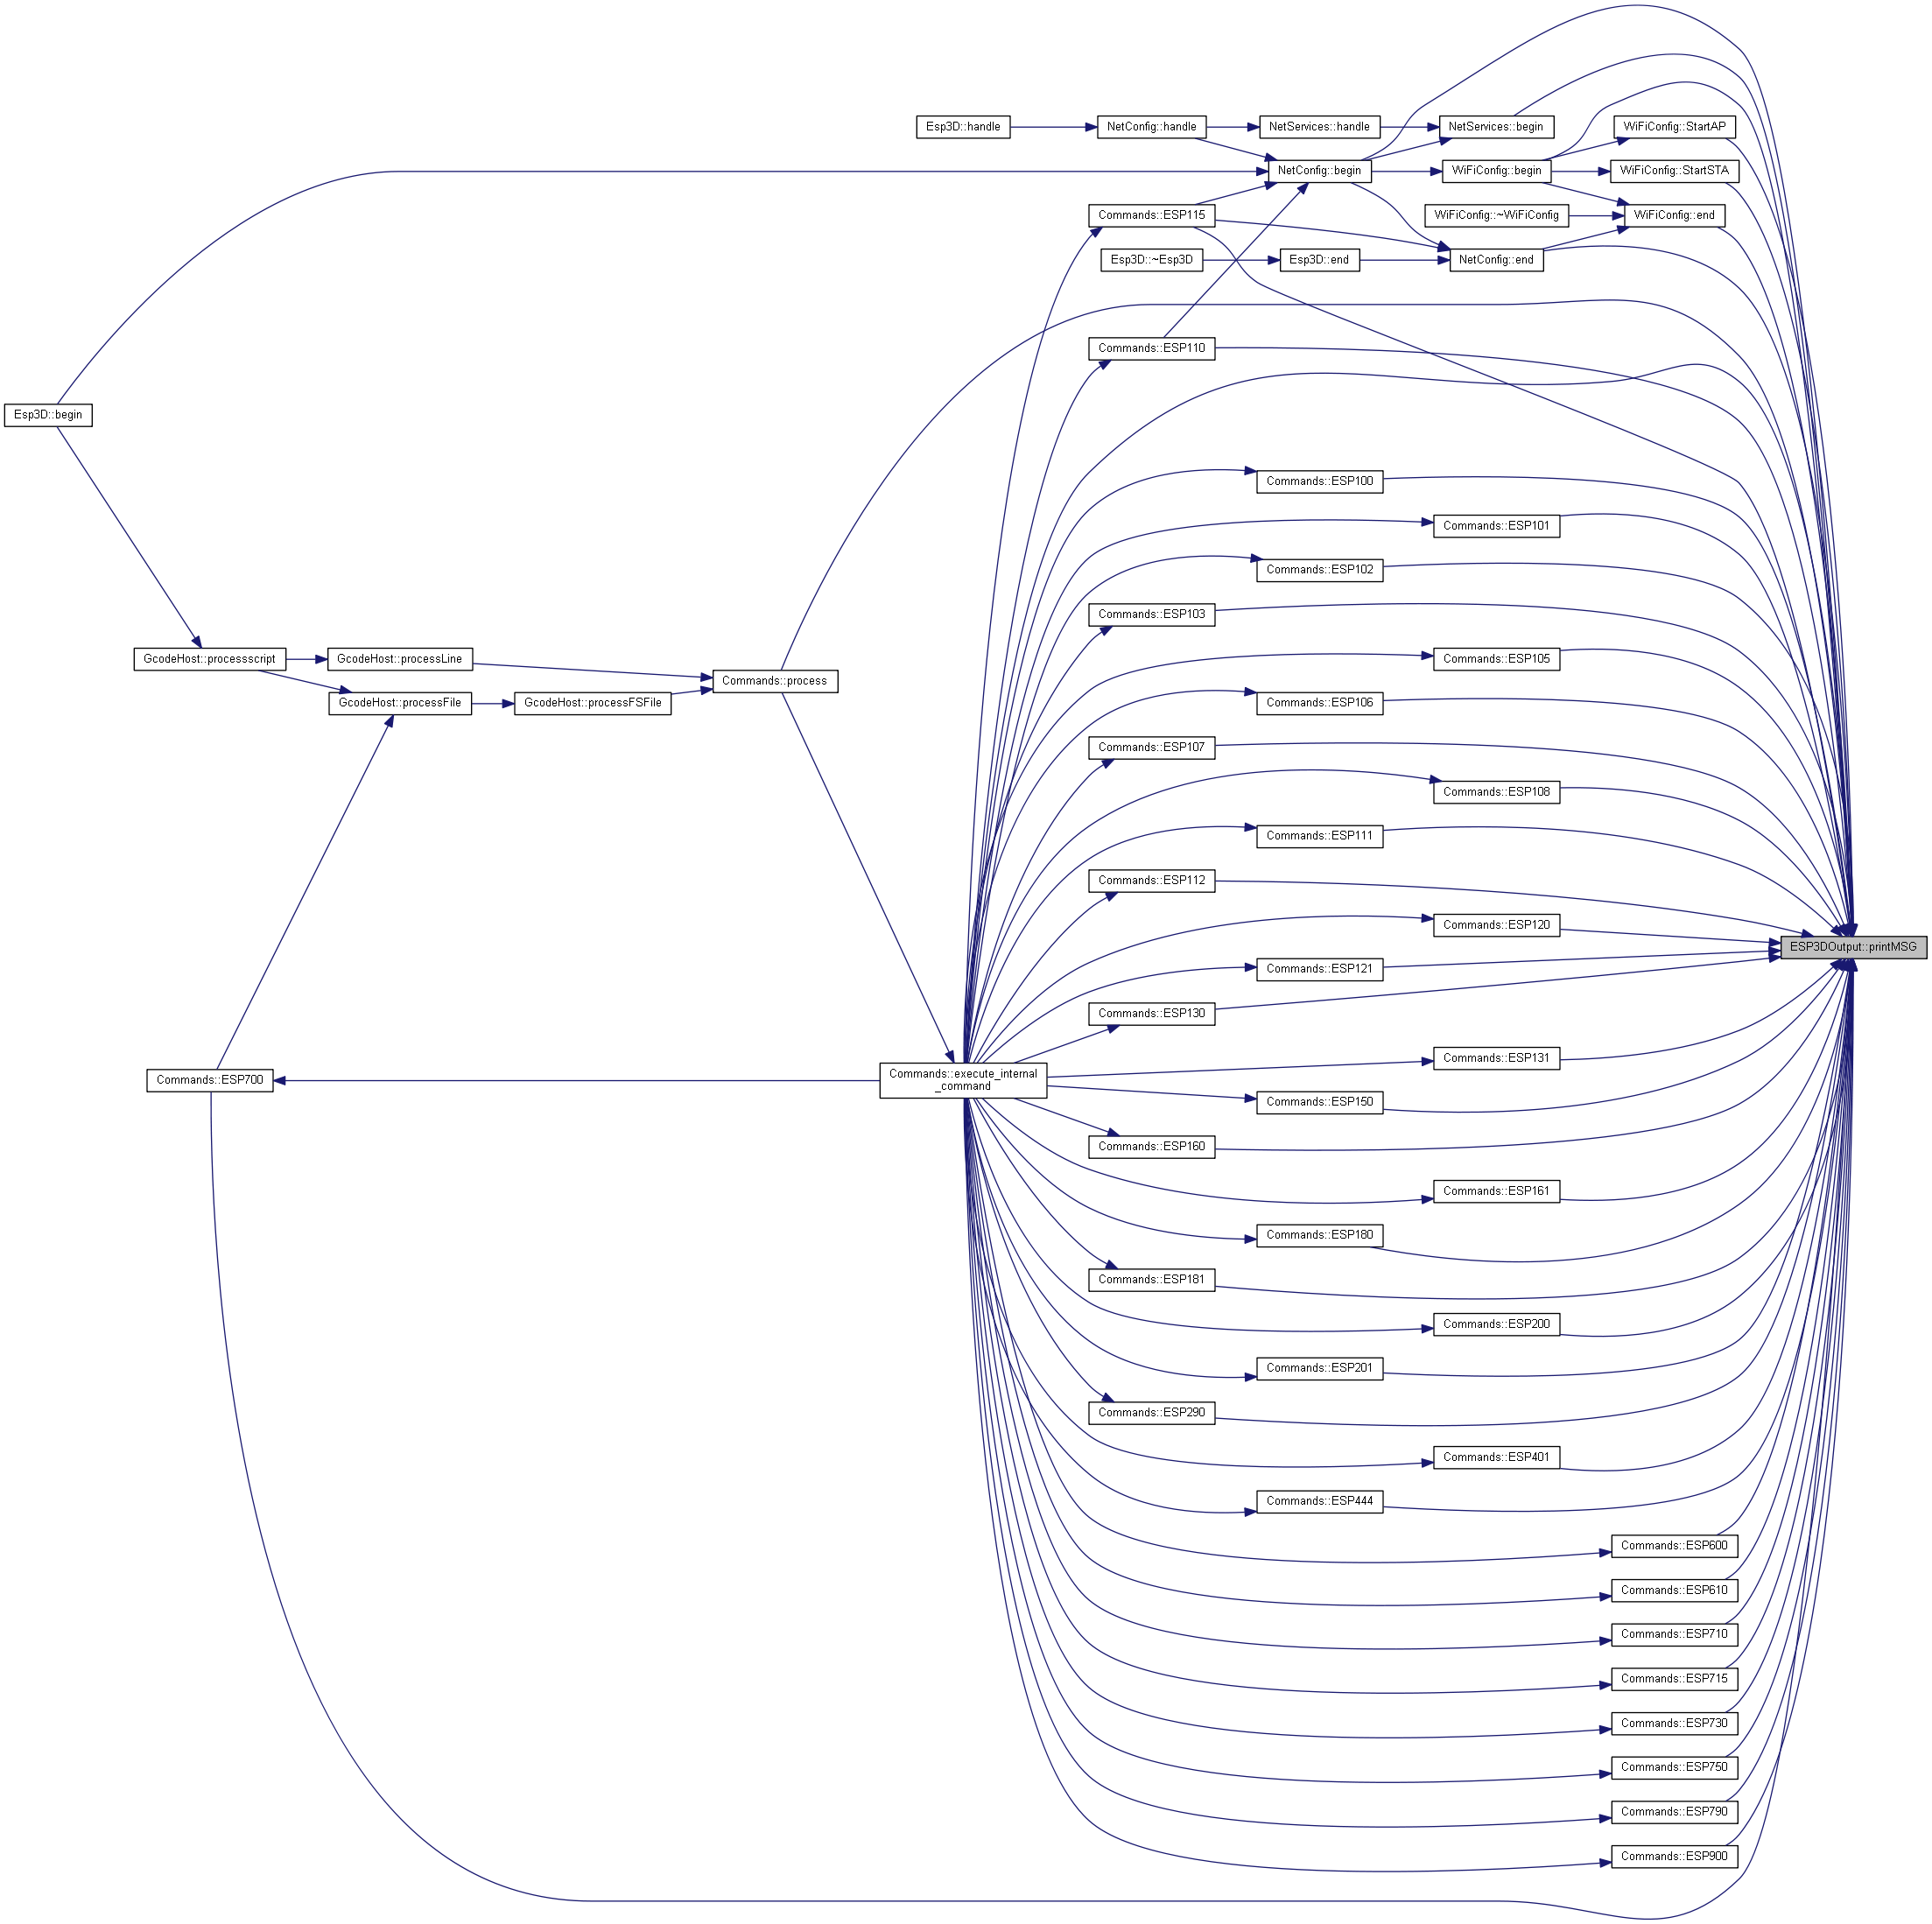 Esp3D::handle
NetConfig::handle
NetServices::handle
NetServices::begin
WiFiConfig::StartAP
NetConfig::begin
WiFiConfig::begin
WiFiConfig::StartSTA
Commands::ESP115
WiFiConfig::~WiFiConfig
WiFiConfig::end
Esp3D::~Esp3D
Esp3D::end
NetConfig::end
Commands::ESP110
Esp3D::begin
Commands::ESP100
Commands::ESP101
Commands::ESP102
Commands::ESP103
GcodeHost::processscript
GcodeHost::processLine
Commands::ESP105
Commands::process
GcodeHost::processFile
GcodeHost::processFSFile
Commands::ESP106
Commands::ESP107
Commands::ESP108
Commands::ESP111
Commands::ESP112
Commands::ESP120
ESP3DOutput::printMSG
Commands::ESP121
Commands::ESP130
Commands::ESP131
Commands::ESP700
Commands::execute_internal
_command
Commands::ESP150
Commands::ESP160
Commands::ESP161
Commands::ESP180
Commands::ESP181
Commands::ESP200
Commands::ESP201
Commands::ESP290
Commands::ESP401
Commands::ESP444
Commands::ESP600
Commands::ESP610
Commands::ESP710
Commands::ESP715
Commands::ESP730
Commands::ESP750
Commands::ESP790
Commands::ESP900